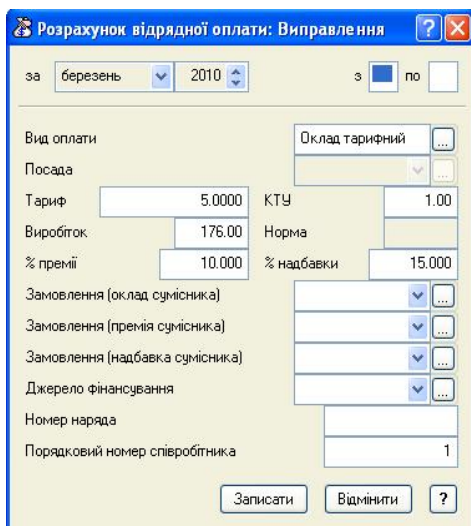 Розрахунок відрядної оплати: Виправлення
за березень 2010 з по
Вид оплати Оклад тарифний ...
Посада ...
Тариф 5.0000 КТУ 1.00
Виробіток 176.00 Норма
% премії 10.000 % надбавки 15.000
Замовлення (оклад сумісника) ...
Замовлення (премія сумісника) ...
Замовлення (надбавка сумісника) ...
Джерело фінансування ...
Номер наряда
Порядковий номер співробітника 1
Записати Відмінити ?